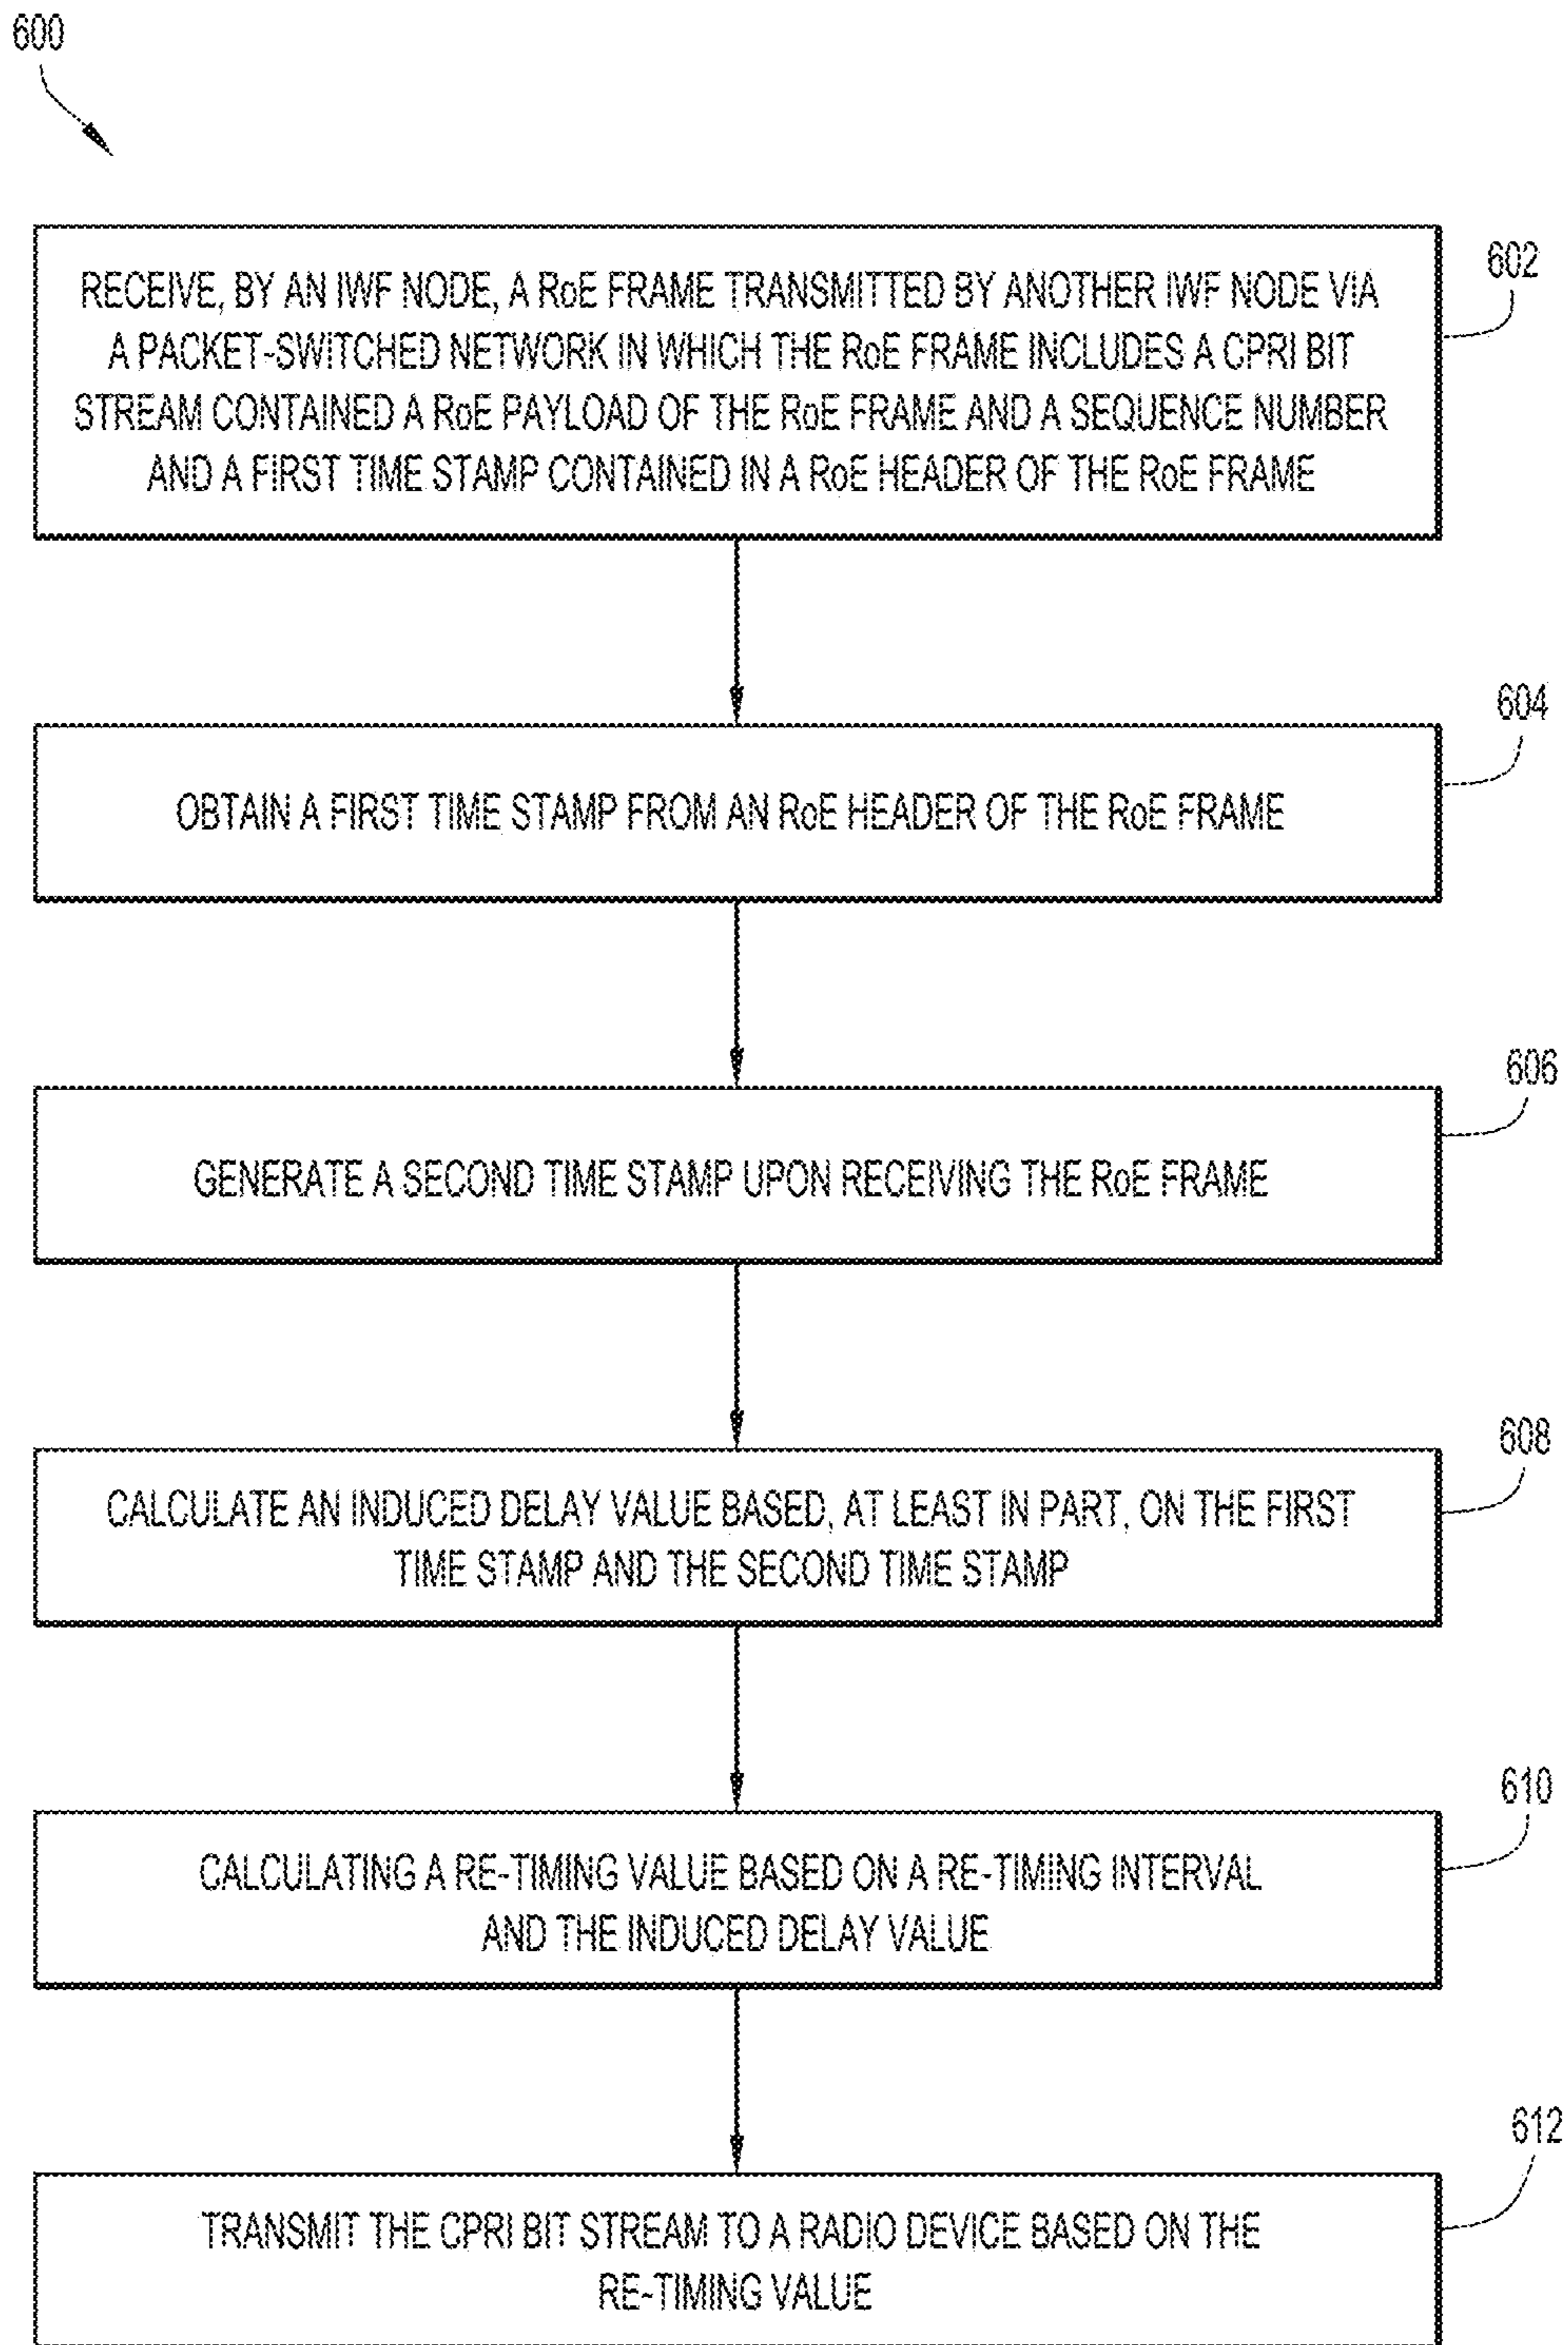 600
RECEIVE, BY AN IWF NODE, A RoE FRAME TRANSMITTED BY ANOTHER IWF NODE VIA
A PACKET-SWITCHED NETWORK IN WHICH THE RoE FRAME INCLUDES A CPRI BIT
STREAM CONTAINED A RoE PAYLOAD OF THE RoE FRAME AND A SEQUENCE NUMBER
AND A FIRST TIME STAMP CONTAINED IN A RoE HEADER OF THE RoE FRAME
602
OBTAIN A FIRST TIME STAMP FROM AN RoE HEADER OF THE RoE FRAME
604
GENERATE A SECOND TIME STAMP UPON RECEIVING THE RoE FRAME
606
CALCULATE AN INDUCED DELAY VALUE BASED, AT LEAST IN PART, ON THE FIRST
TIME STAMP AND THE SECOND TIME STAMP
608
CALCULATING A RE-TIMING VALUE BASED ON A RE-TIMING INTERVAL
AND THE INDUCED DELAY VALUE
610
TRANSMIT THE CPRI BIT STREAM TO A RADIO DEVICE BASED ON THE
RE-TIMING VALUE
612